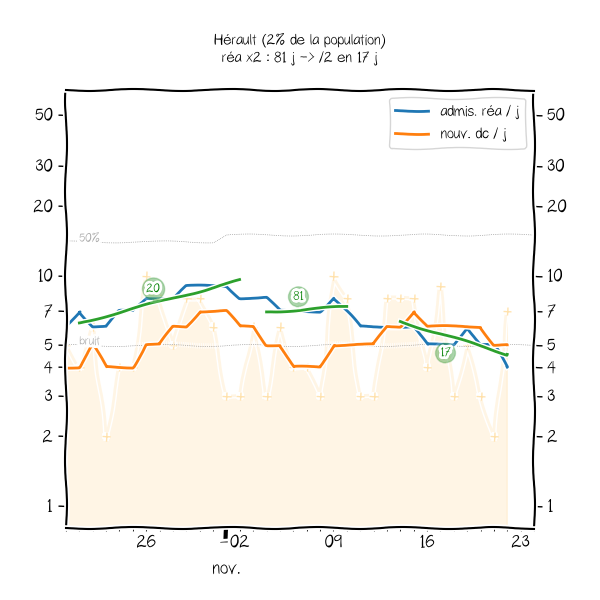 Hérault (2% de la population)
réa x2 : 81 j -> /2 en 17 j
admis. réa / j
nouv. dc / j
50 50
30 30
20 20
50%
10 10
20
81
7 7
bruit
5 5
17
4 4
3 3
2 2
1 1
26 02 09 16 23
nov.